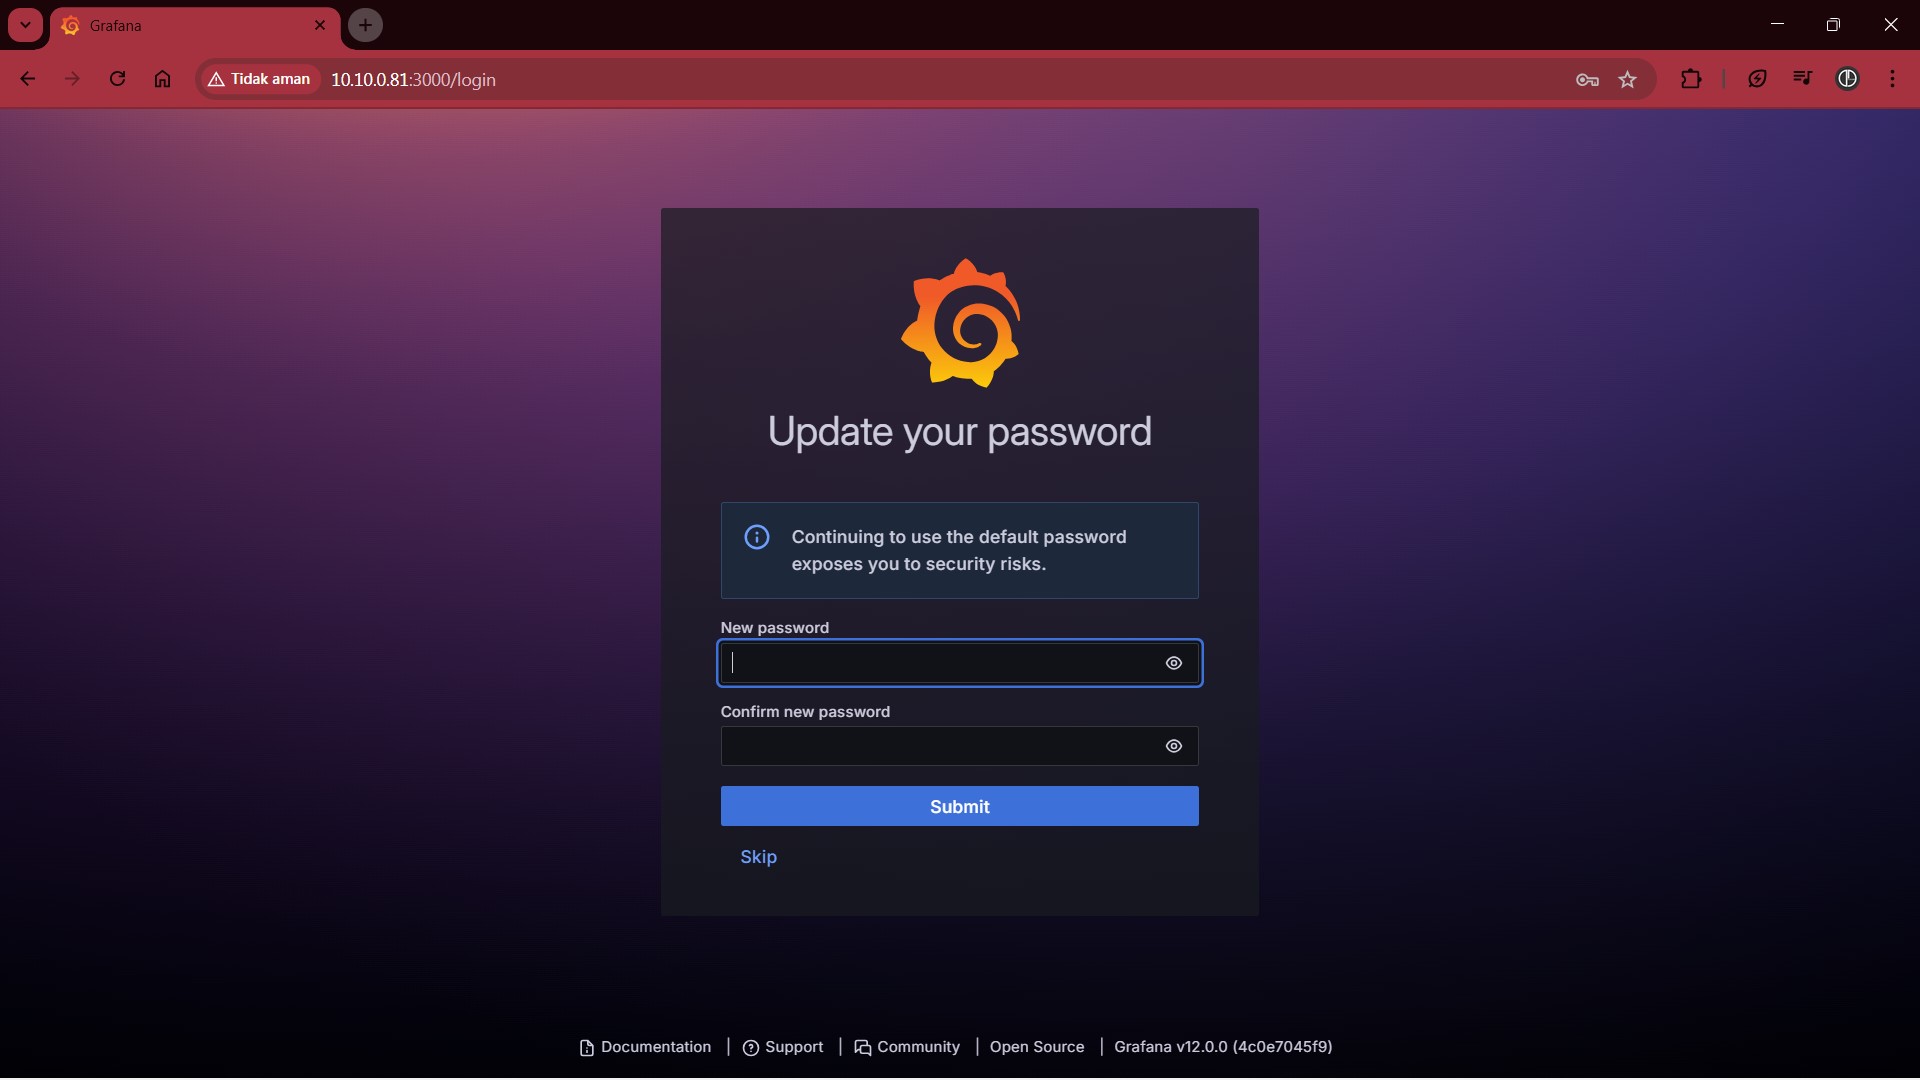 Grafana
Tidak aman
10.10.0.81:3000/login
Update your password
Continuing to use the default password
exposes you to security risks.
New password
Confirm new password
Submit
Skip
Documentation
Support
Community
Open Source
Grafana v12.0.0 (4c0e7045f9)